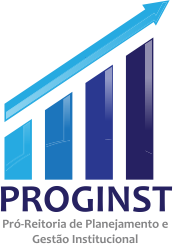 PROGINST
Pró-Reitoria de Planejamento e
Gestão Institucional